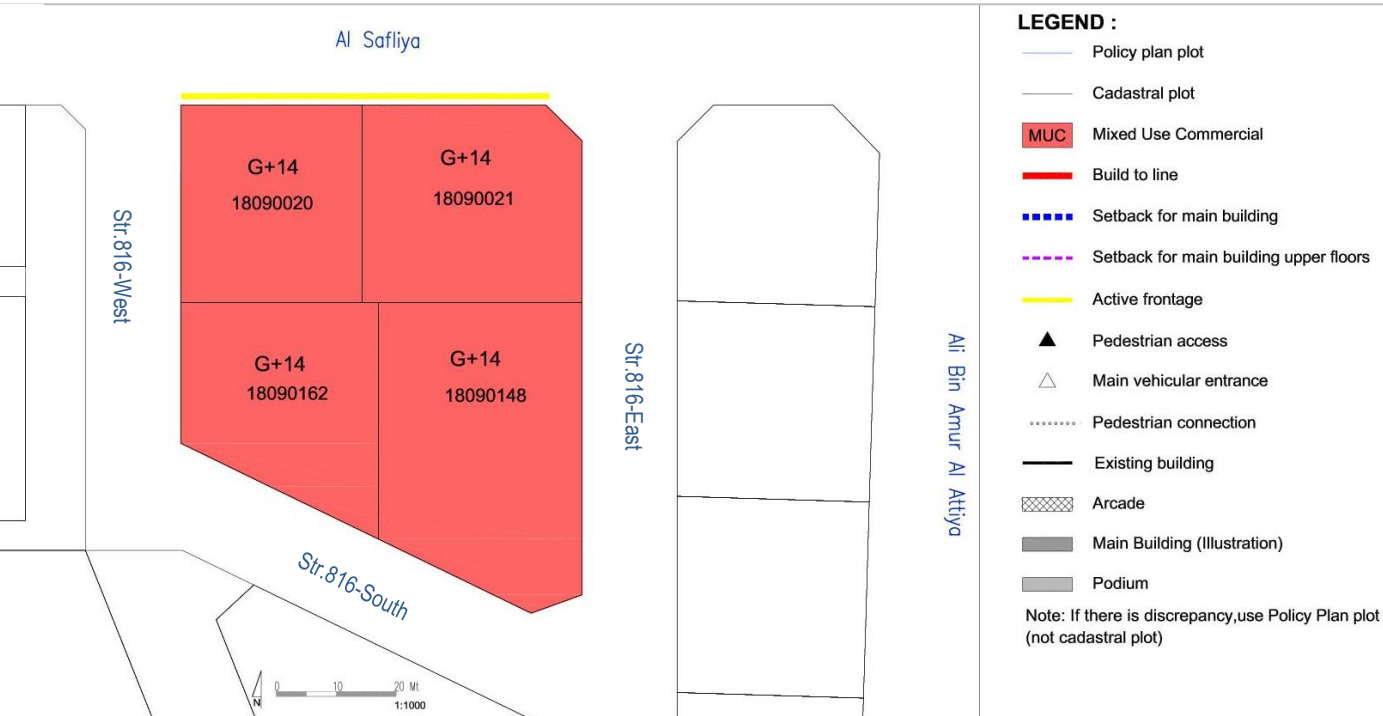 Al Safliya
G+14
18090020
G+14
18090021
Str.816-West
G+14
18090162
G+14
18090148
Str.816-East
Ali Bin Amur Al Attiya
Str.816-South
N
0 10 20 Mt
1:1000
LEGEND :
Policy plan plot
Cadastral plot
MUC Mixed Use Commercial
Build to line
Setback for main building
Setback for main building upper floors
Active frontage
Pedestrian access
Main vehicular entrance
Pedestrian connection
Existing building
Arcade
Main Building (Illustration)
Podium
Note: If there is discrepancy,use Policy Plan plot
(not cadastral plot)